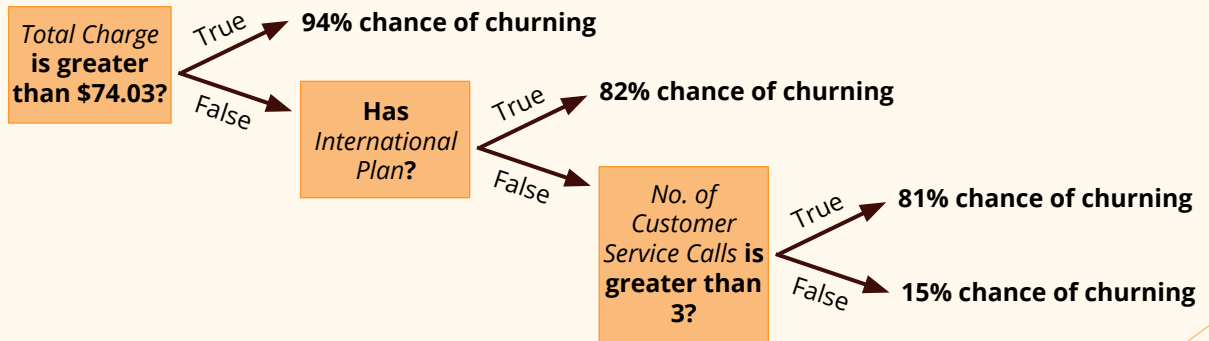 Total Charge
is greater
than $74.03?
True
94% chance of churning
False
Has
International
Plan?
True
82% chance of churning
False
No. of
Customer
Service Calls is
greater than
3?
True
81% chance of churning
False
15% chance of churning